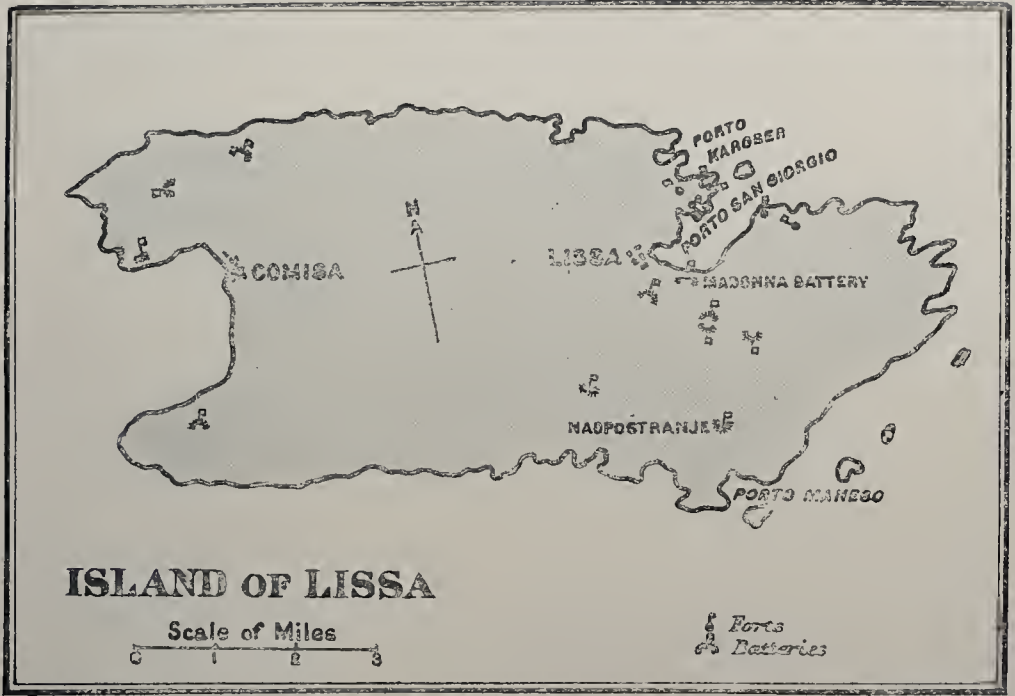 PORTO
KAROBER
PORTO SAN GIORGIO
N
LISSA
COMISA
MADONNA BATTERY
NADPOSTRANJE
PORTO MANEGO
ISLAND OF LISSA
Scale of Miles
0 1 2 3
Forts
Batteries